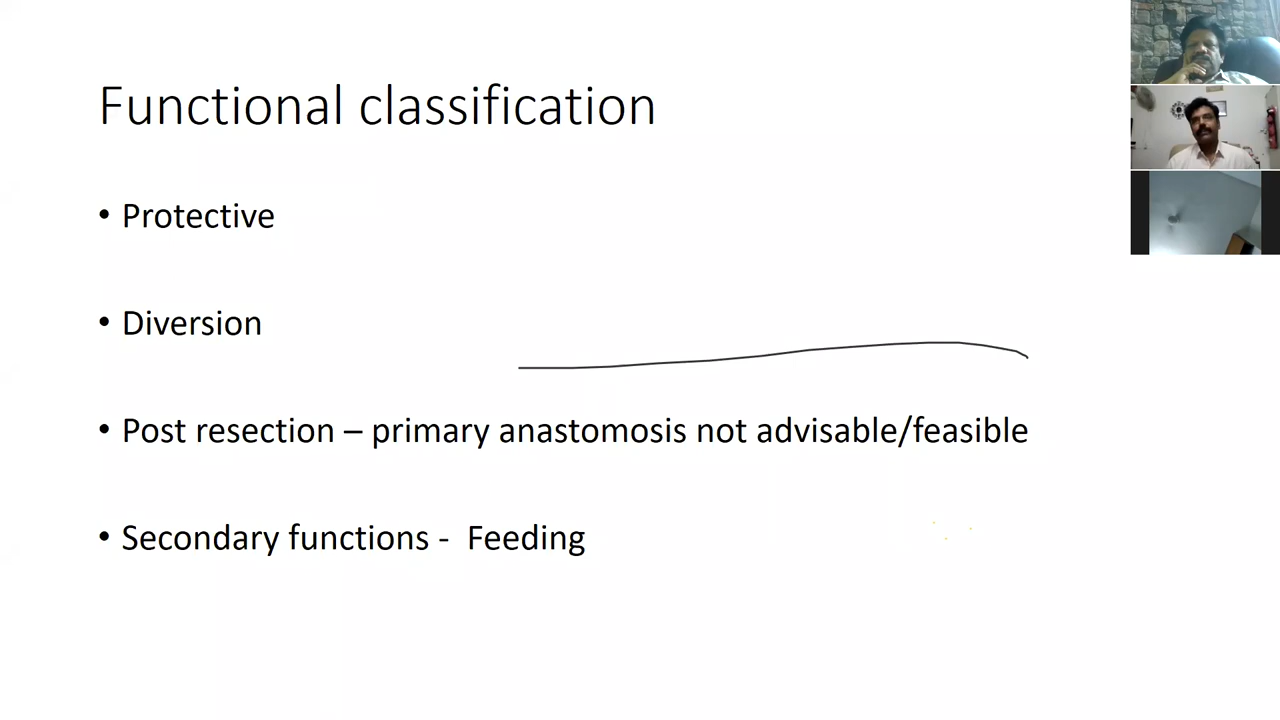 Functional classification
• Protective
• Diversion
• Post resection – primary anastomosis not advisable/feasible
• Secondary functions -  Feeding